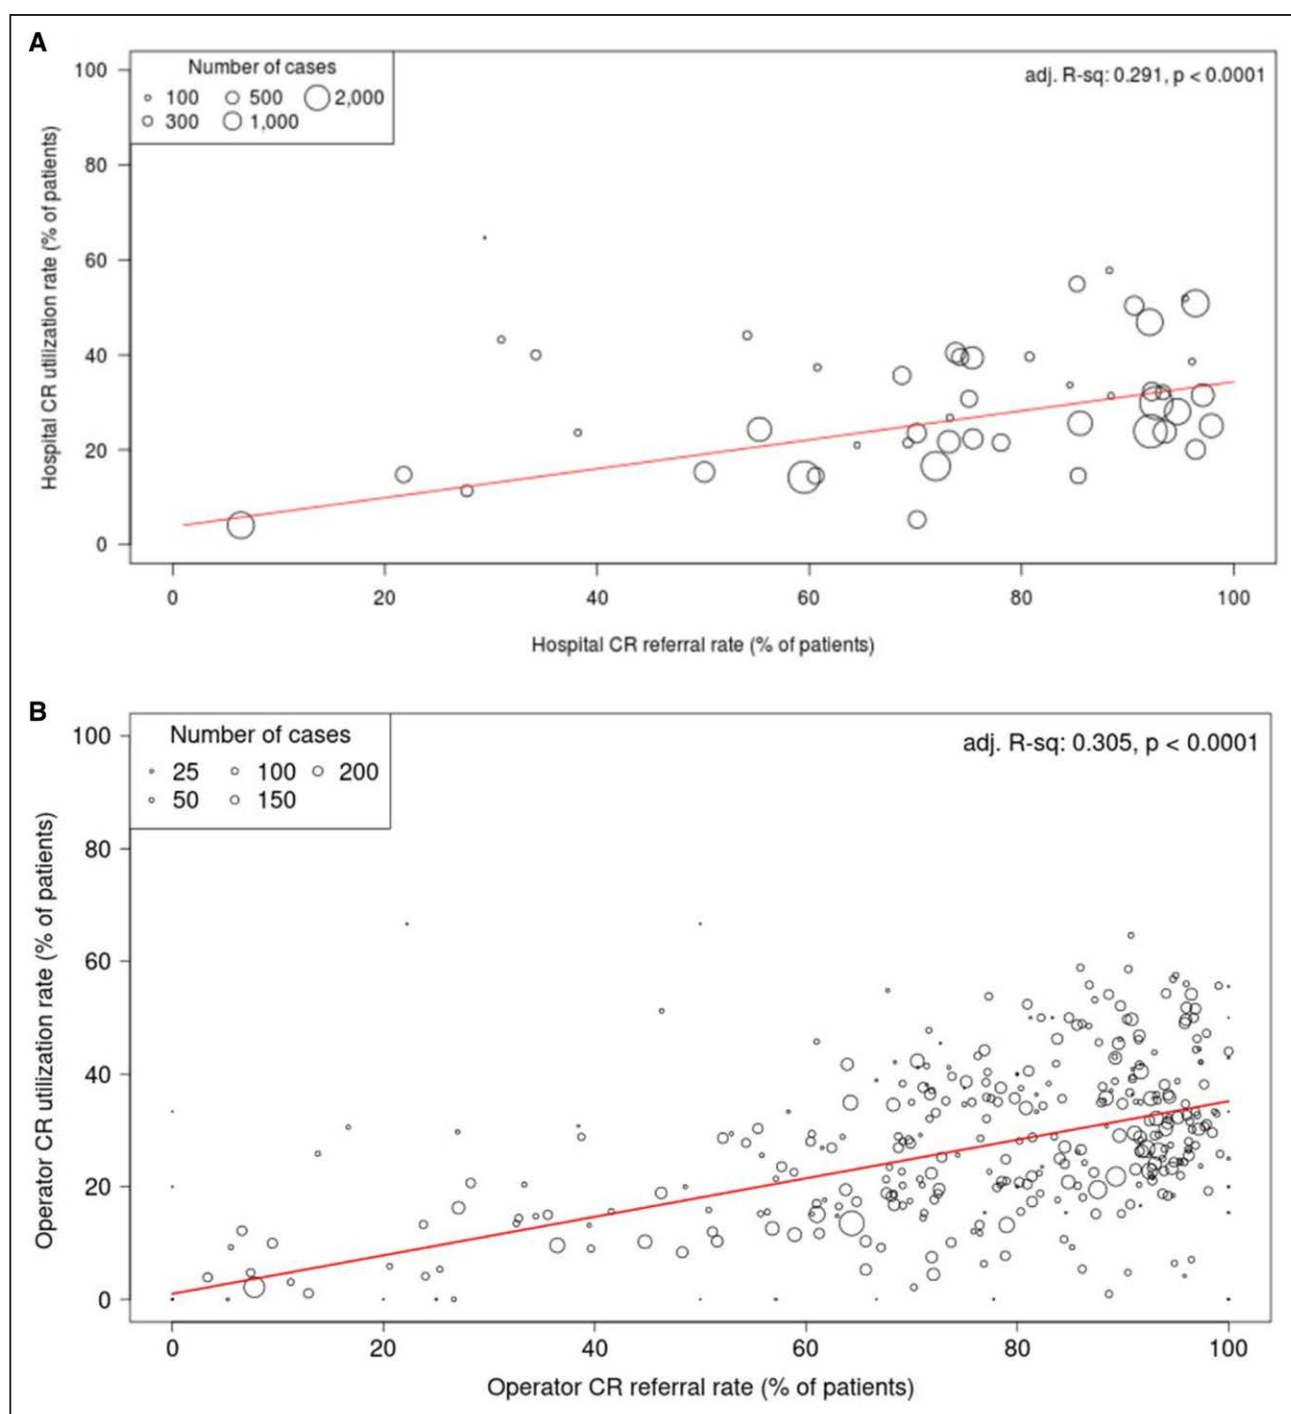 A
Number of cases
100 500 2,000
300 1,000
adj. R-sq: 0.291, p < 0.0001
Hospital CR utilization rate (% of patients)
100
80
60
40
20
0
0 20 40 60 80 100
Hospital CR referral rate (% of patients)
B
Number of cases
25 100 200
50 150
adj. R-sq: 0.305, p < 0.0001
Operator CR utilization rate (% of patients)
100
80
60
40
20
0
0 20 40 60 80 100
Operator CR referral rate (% of patients)